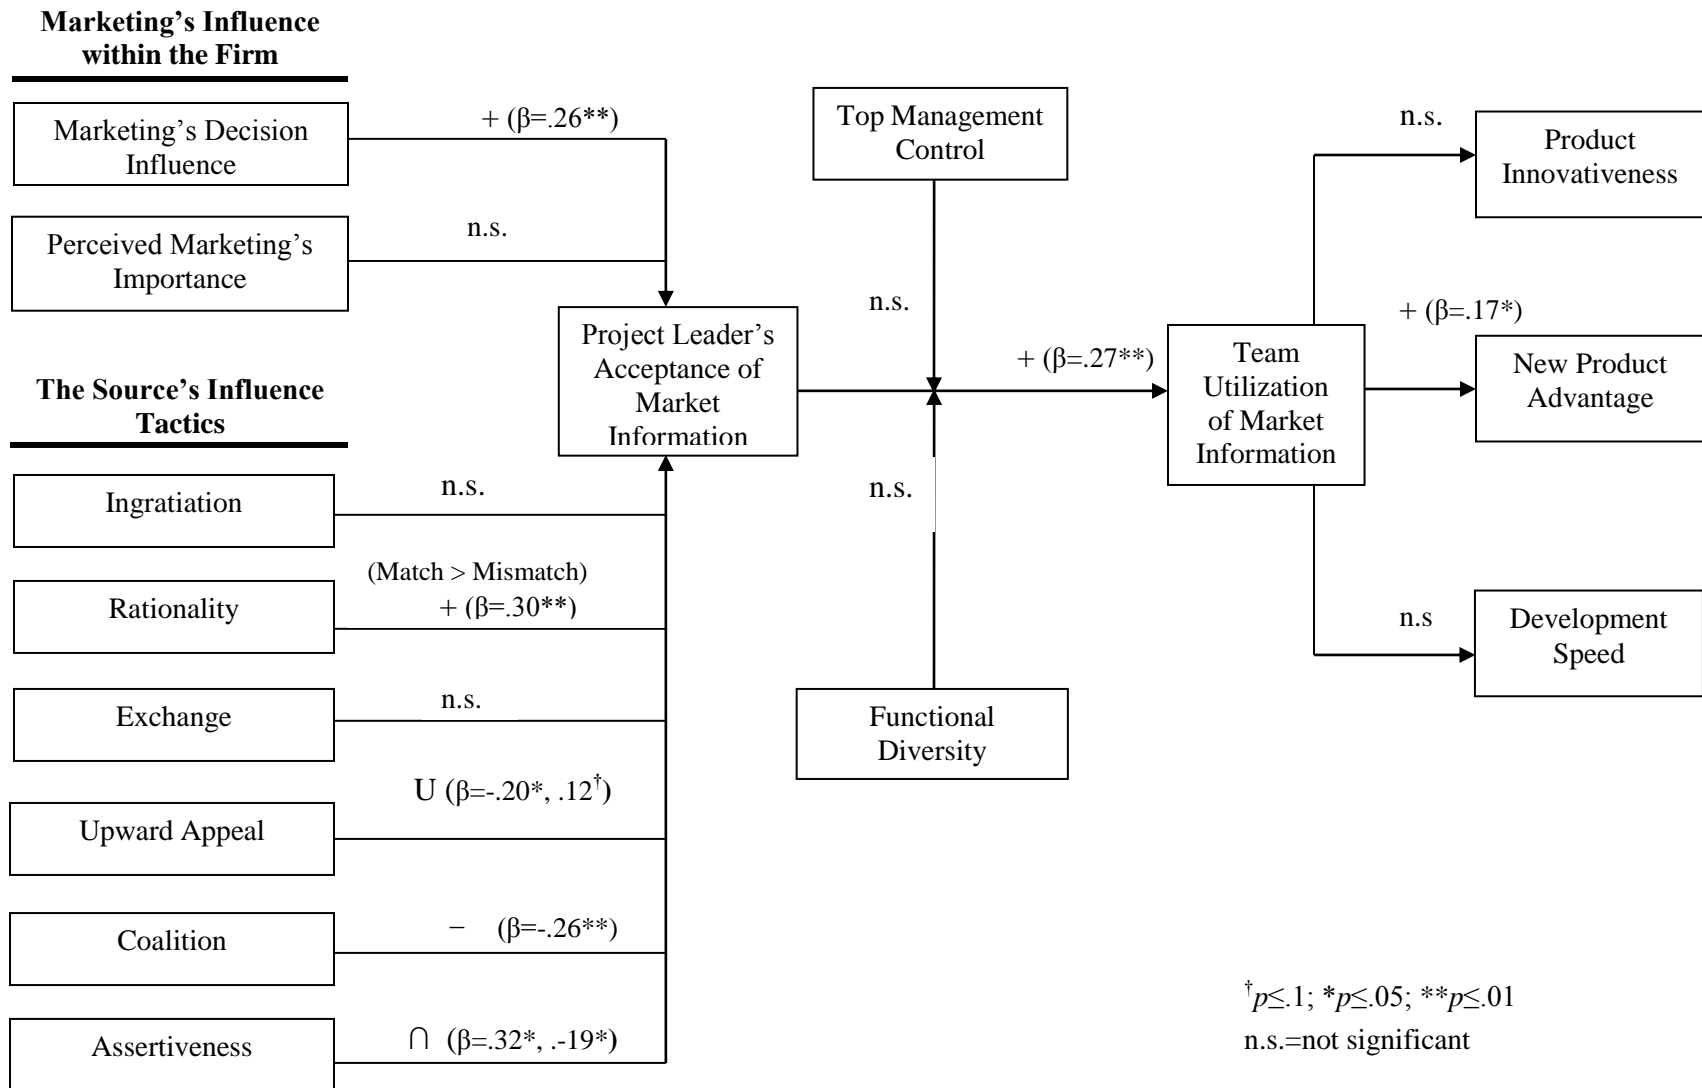 Marketing’s Influence
within the Firm
Marketing’s Decision
Influence
+ (β=.26**)
Perceived Marketing’s
Importance
n.s.
The Source’s Influence
Tactics
Ingratiation
n.s.
Rationality
(Match > Mismatch)
+ (β=.30**)
Exchange
n.s.
Upward Appeal
U (β=-.20*, .12†)
Coalition
− (β=-.26**)
Assertiveness
∩ (β=.32*, .-19*)
Project Leader’s
Acceptance of
Market
Information
Top Management
Control
n.s.
+ (β=.27**)
n.s.
Functional
Diversity
Team
Utilization
of Market
Information
n.s.
Product
Innovativeness
+ (β=.17*)
New Product
Advantage
n.s
Development
Speed
†p≤.1; *p≤.05; **p≤.01
n.s.=not significant